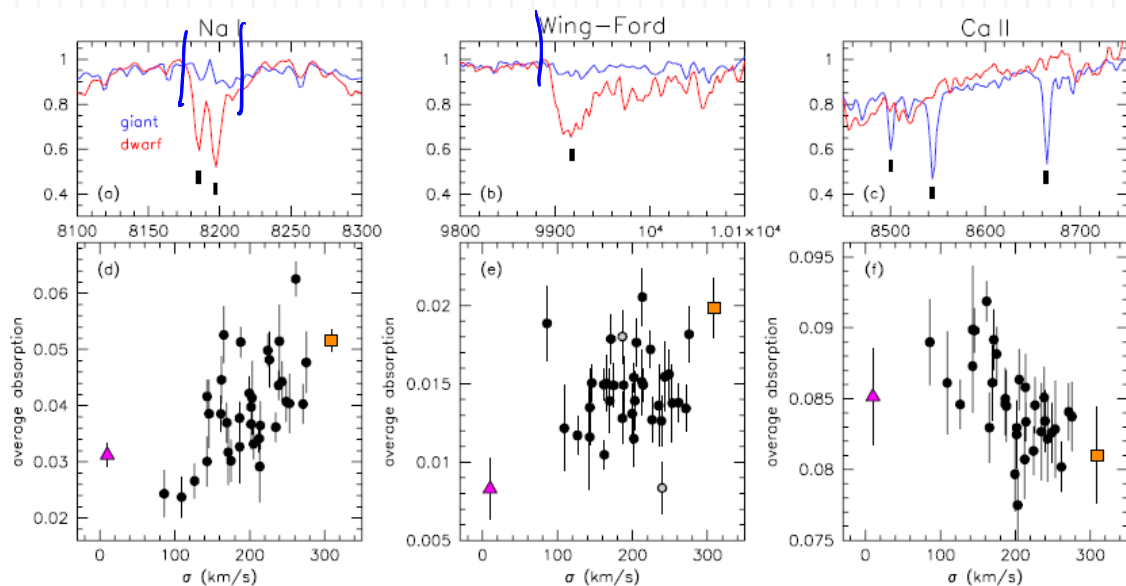 Na I Wing-Ford Ca II
1 1 1
0.8 0.8 0.8
giant
dwarf
0.6 0.6 0.6
0.4 0.4 0.4
(a) (b) (c)
8100 8150 8200 8250 8300 9800 9900 10⁴ 1.01×10⁴ 8500 8600 8700
(d) (e) (f)
0.06 0.02 0.095
0.05 0.09
0.04 0.015 0.085
0.03 0.01 0.08
0.02 0.005 0.075
average absorption average absorption average absorption
0 100 200 300 0 100 200 300 0 100 200 300
σ (km/s) σ (km/s) σ (km/s)